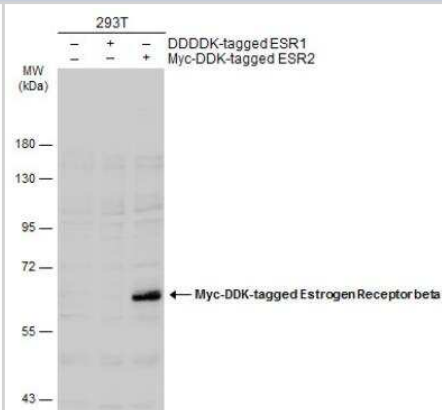 293T
– + – DDDDK-tagged ESR1
– – + Myc-DDK-tagged ESR2
MW
(kDa)
180
130
95
72
Myc-DDK-tagged Estrogen Receptor beta
55
43